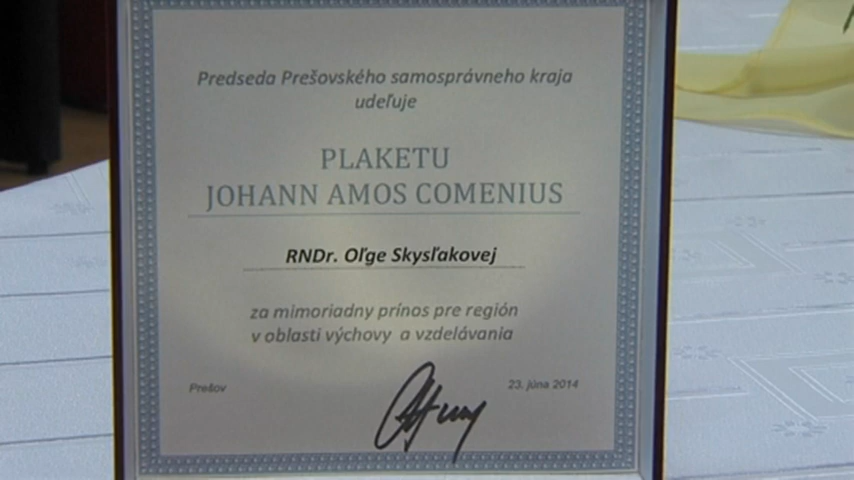 Predseda Prešovského samosprávneho kraja
udeľuje
PLAKETU
JOHANN AMOS COMENIUS
RNDr. Oľge Skysľakovej
za mimoriadny prínos pre región
v oblasti výchovy a vzdelávania
Prešov
23. júna 2014